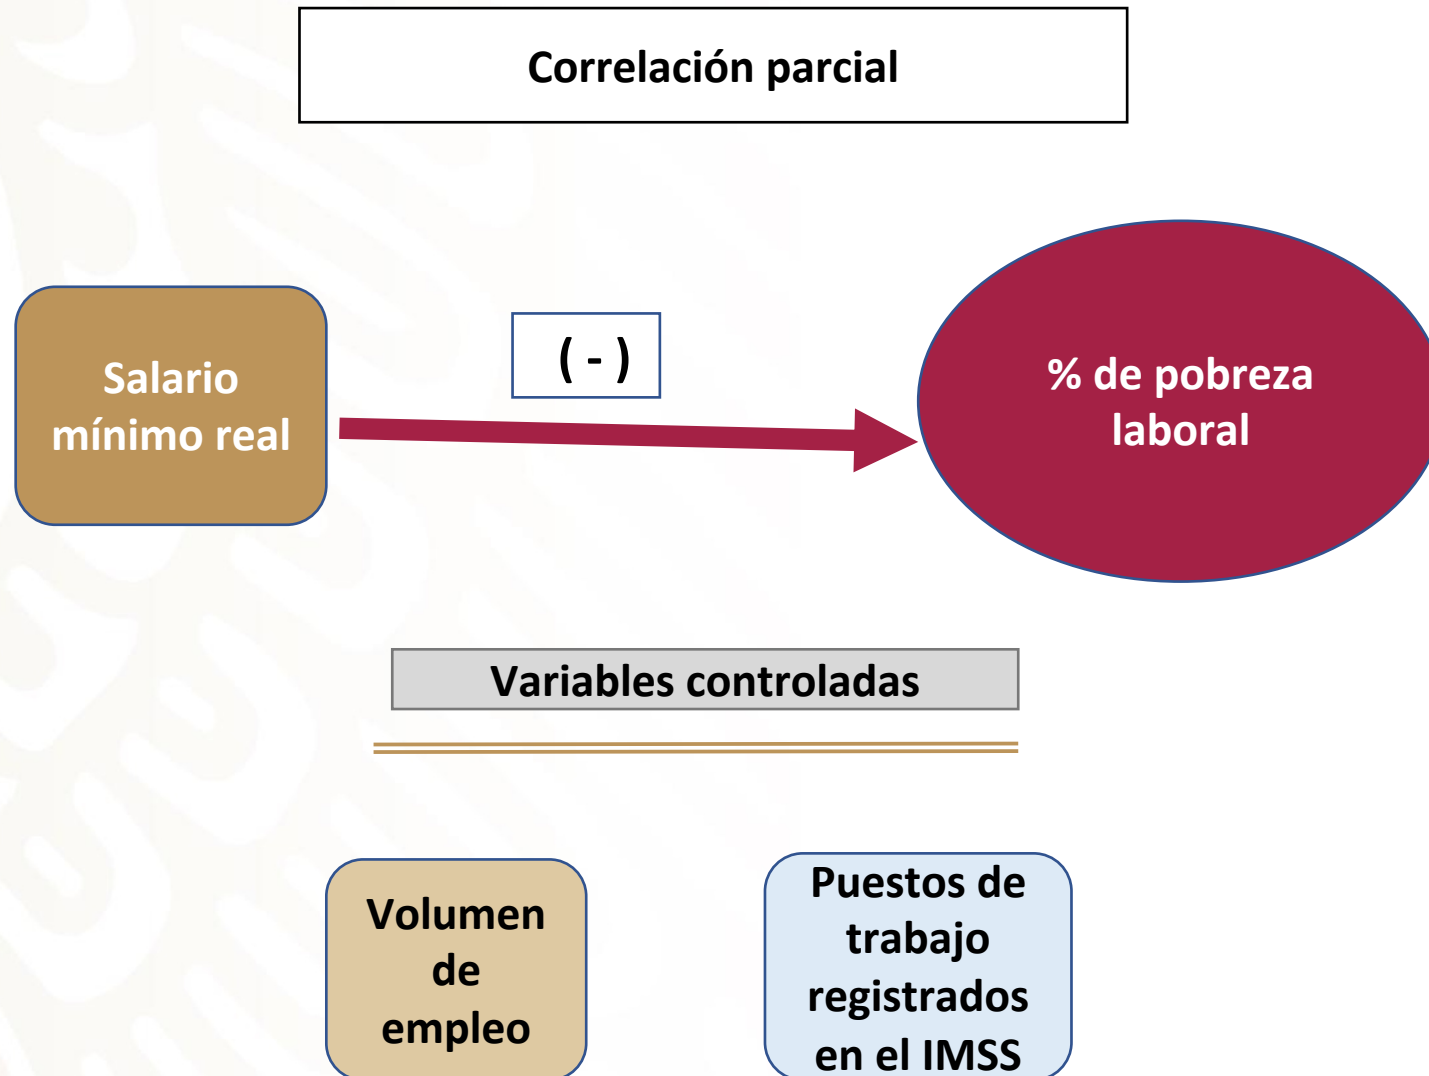 Correlación parcial
( - )
Salario
mínimo real
% de pobreza
laboral
Variables controladas
Volumen
de
empleo
Puestos de
trabajo
registrados
en el IMSS